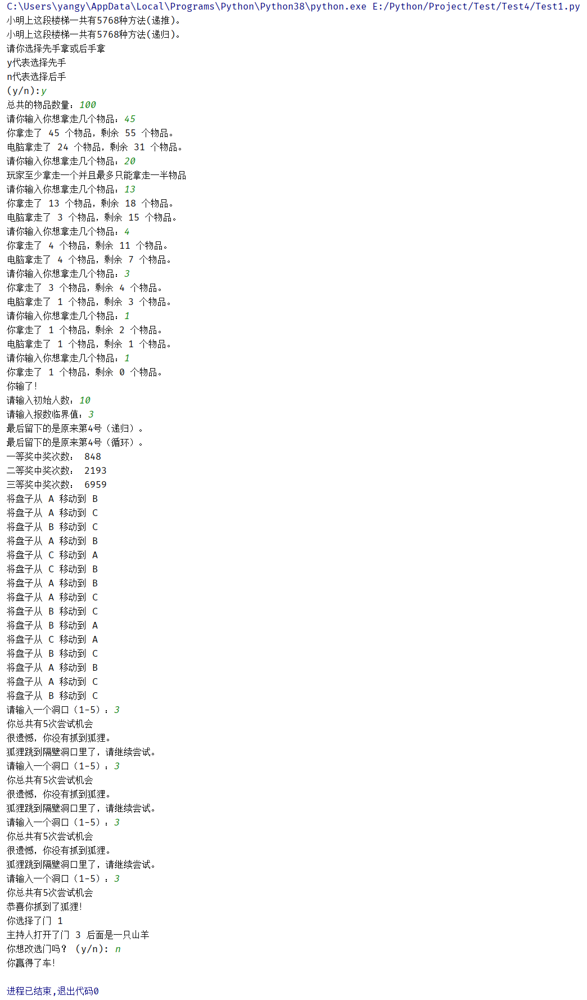 C:\Users\yangy\AppData\Local\Programs\Python\Python38\python.exe E:/Python/Project/Test/Test4/Test1.py
小明上这段楼梯一共有5768种方法(递推)。
小明上这段楼梯一共有5768种方法(递归)。
请你选择先手拿或后手拿
y代表选择先手
n代表选择后手
(y/n):y
总共的物品数量：100
请你输入你想拿走几个物品：45
你拿走了 45 个物品，剩余 55 个物品。
电脑拿走了 24 个物品，剩余 31 个物品。
请你输入你想拿走几个物品：20
玩家至少拿走一个并且最多只能拿走一半物品
请你输入你想拿走几个物品：13
你拿走了 13 个物品，剩余 18 个物品。
电脑拿走了 3 个物品，剩余 15 个物品。
请你输入你想拿走几个物品：4
你拿走了 4 个物品，剩余 11 个物品。
电脑拿走了 4 个物品，剩余 7 个物品。
请你输入你想拿走几个物品：3
你拿走了 3 个物品，剩余 4 个物品。
电脑拿走了 1 个物品，剩余 3 个物品。
请你输入你想拿走几个物品：1
你拿走了 1 个物品，剩余 2 个物品。
电脑拿走了 1 个物品，剩余 1 个物品。
请你输入你想拿走几个物品：1
你拿走了 1 个物品，剩余 0 个物品。
你输了！
请输入初始人数：10
请输入报数临界值：3
最后留下的是原来第4号（递归）。
最后留下的是原来第4号（循环）。
一等奖中奖次数： 848
二等奖中奖次数： 2193
三等奖中奖次数： 6959
将盘子从 A 移动到 B
将盘子从 A 移动到 C
将盘子从 B 移动到 C
将盘子从 A 移动到 B
将盘子从 C 移动到 A
将盘子从 C 移动到 B
将盘子从 A 移动到 B
将盘子从 A 移动到 C
将盘子从 B 移动到 C
将盘子从 B 移动到 A
将盘子从 C 移动到 A
将盘子从 B 移动到 C
将盘子从 A 移动到 B
将盘子从 A 移动到 C
将盘子从 B 移动到 C
请输入一个洞口（1-5）：3
你总共有5次尝试机会
很遗憾，你没有抓到狐狸。
狐狸跳到隔壁洞口里了，请继续尝试。
请输入一个洞口（1-5）：3
你总共有5次尝试机会
很遗憾，你没有抓到狐狸。
狐狸跳到隔壁洞口里了，请继续尝试。
请输入一个洞口（1-5）：3
你总共有5次尝试机会
很遗憾，你没有抓到狐狸。
狐狸跳到隔壁洞口里了，请继续尝试。
请输入一个洞口（1-5）：3
你总共有5次尝试机会
恭喜你抓到了狐狸！
你选择了门 1
主持人打开了门 3 后面是一只山羊
你想改选门吗？ (y/n): n
你赢得了车！
进程已结束,退出代码0